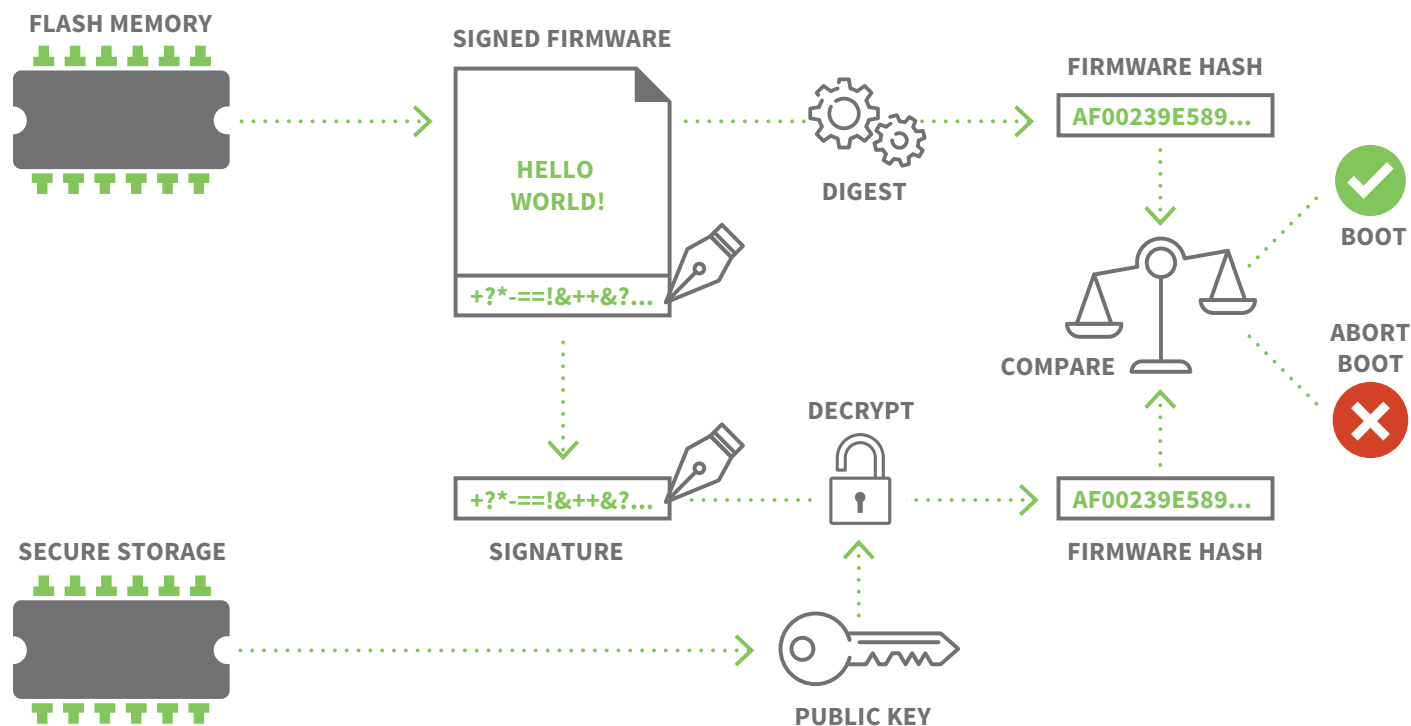 FLASH MEMORY
SIGNED FIRMWARE
HELLO
WORLD!
+?*-==!&++&?...
DIGEST
FIRMWARE HASH
AF00239E589...
COMPARE
BOOT
ABORT
BOOT
DECRYPT
+?*-==!&++&?...
SIGNATURE
AF00239E589...
FIRMWARE HASH
SECURE STORAGE
PUBLIC KEY